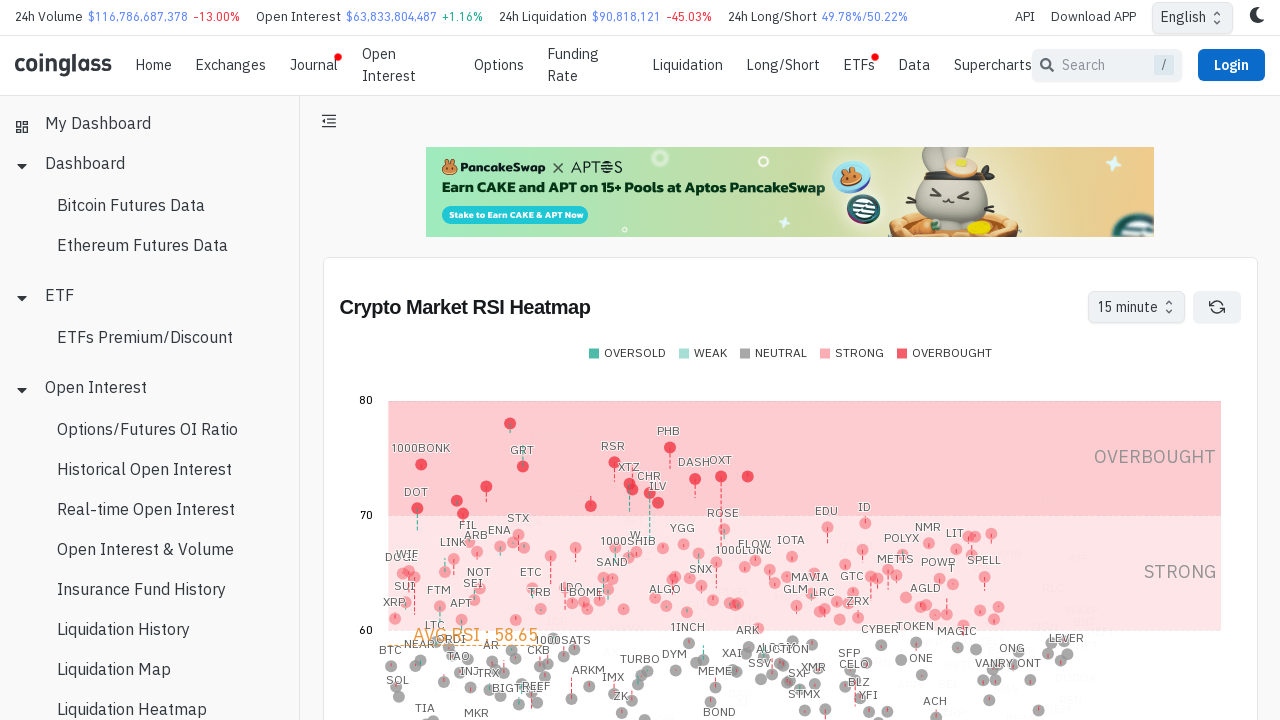 24h Volume $116,786,687,378 -13.00% Open Interest $63,833,804,487 +1.16% 24h Liquidation $90,818,121 -45.03% 24h Long/Short 49.78%/50.22% API Download APP English
coinglass Home Exchanges Journal Open Interest Options Funding Rate Liquidation Long/Short ETFs Data Supercharts Search / Login
My Dashboard
Dashboard
Bitcoin Futures Data
Ethereum Futures Data
ETF
ETFs Premium/Discount
Open Interest
Options/Futures OI Ratio
Historical Open Interest
Real-time Open Interest
Open Interest & Volume
Insurance Fund History
Liquidation History
Liquidation Map
Liquidation Heatmap
PancakeSwap × APTOS
Earn CAKE and APT on 15+ Pools at Aptos PancakeSwap
Stake to Earn CAKE & APT Now
Crypto Market RSI Heatmap
15 minute
OVERSOLD WEAK NEUTRAL STRONG OVERBOUGHT
80
PHB
1000BONK GRT RSR
OVERBOUGHT
XTZ DASH OXT
CHR
DOT ILV
70
STX ROSE EDU ID
FIL ENA YGG NMR
LINK ARB 1000SHIB IOTA POLYX LIT
WIF FLOW
DOGE SAND 1000LUNC METIS POWR SPELL
NOT ETC SNX STRONG
SUI SEI LDO MAVIA GTC
FTM TRB BOME ALGO GLM LRC AGLD
XRP APT ZRX
60
LTC 1INCH ARK CYBER TOKEN MAGIC
AVG RSI : 58.65
NEAR ORDI AR 1000SATS LEVER
BTC TAO CKB DYM XAI AUCTION SFP ONG
TURBO SSV CELO ONE VANRY ONT
SOL INJ TRX ARKM IMX MEME SXP XMR
BIGTIME REEF ZK STMX BLZ YFI
TIA MKR BOND ACH